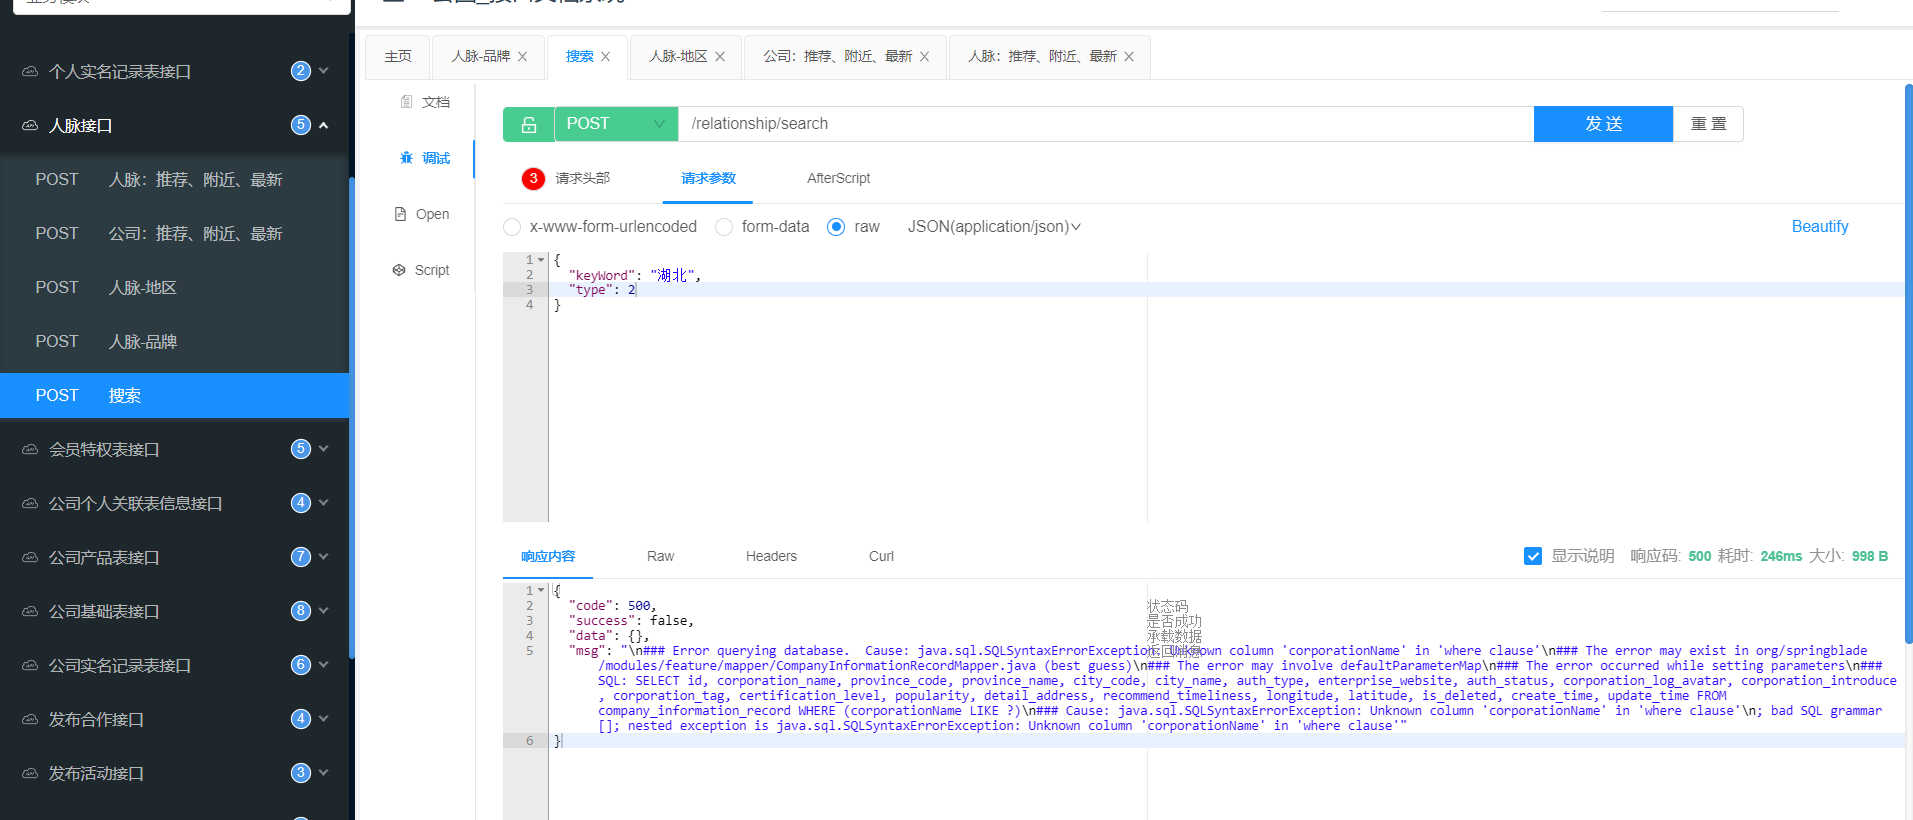 主页
人脉-品牌
搜索
人脉-地区
公司：推荐、附近、最新
人脉：推荐、附近、最新
个人实名记录表接口 2
人脉接口 5
POST 人脉：推荐、附近、最新
POST 公司：推荐、附近、最新
POST 人脉-地区
POST 人脉-品牌
POST 搜索
会员特权表接口 5
公司个人关联表信息接口 4
公司产品表接口 7
公司基础表接口 8
公司实名记录表接口 6
发布合作接口 4
发布活动接口 3
文档
调试
Open
Script
POST /relationship/search 发 送 重 置
3 请求头部 请求参数 AfterScript
x-www-form-urlencoded form-data raw JSON(application/json) Beautify
1 {
2 "keyWord": "湖北",
3 "type": 2
4 }
响应内容 Raw Headers Curl 显示说明 响应码: 500 耗时: 246ms 大小: 998 B
1 {
2 "code": 500, 状态码
3 "success": false, 是否成功
4 "data": {}, 承载数据
5 "msg": "\n### Error querying database.  Cause: java.sql.SQLSyntaxErrorException: Unknown column 'corporationName' in 'where clause'\n### The error may exist in org/springblade 返回消息
/modules/feature/mapper/CompanyInformationRecordMapper.java (best guess)\n### The error may involve defaultParameterMap\n### The error occurred while setting parameters\n###
SQL: SELECT id, corporation_name, province_code, province_name, city_code, city_name, auth_type, enterprise_website, auth_status, corporation_log_avatar, corporation_introduce
, corporation_tag, certification_level, popularity, detail_address, recommend_timeliness, longitude, latitude, is_deleted, create_time, update_time FROM
company_information_record WHERE (corporationName LIKE ?)\n### Cause: java.sql.SQLSyntaxErrorException: Unknown column 'corporationName' in 'where clause'\n; bad SQL grammar
[]; nested exception is java.sql.SQLSyntaxErrorException: Unknown column 'corporationName' in 'where clause'"
6 }